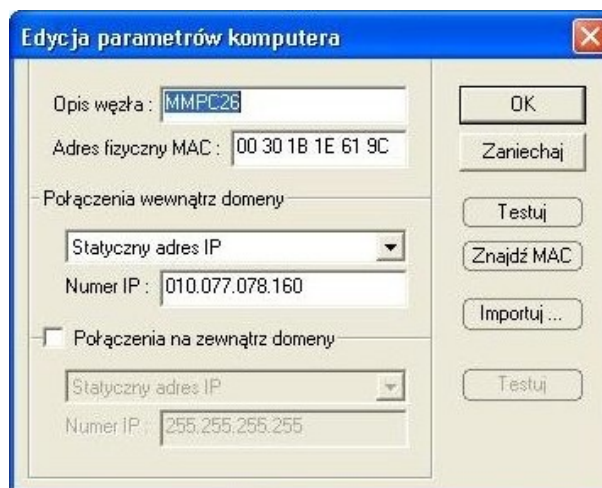 Edycja parametrów komputera
Opis węzła : MMPC26
OK
Adres fizyczny MAC : 00 30 1B 1E 61 9C
Zaniechaj
Połączenia wewnątrz domeny
Testuj
Statyczny adres IP
Znajdź MAC
Numer IP : 010.077.078.160
Importuj ...
Połączenia na zewnątrz domeny
Statyczny adres IP
Testuj
Numer IP : 255.255.255.255